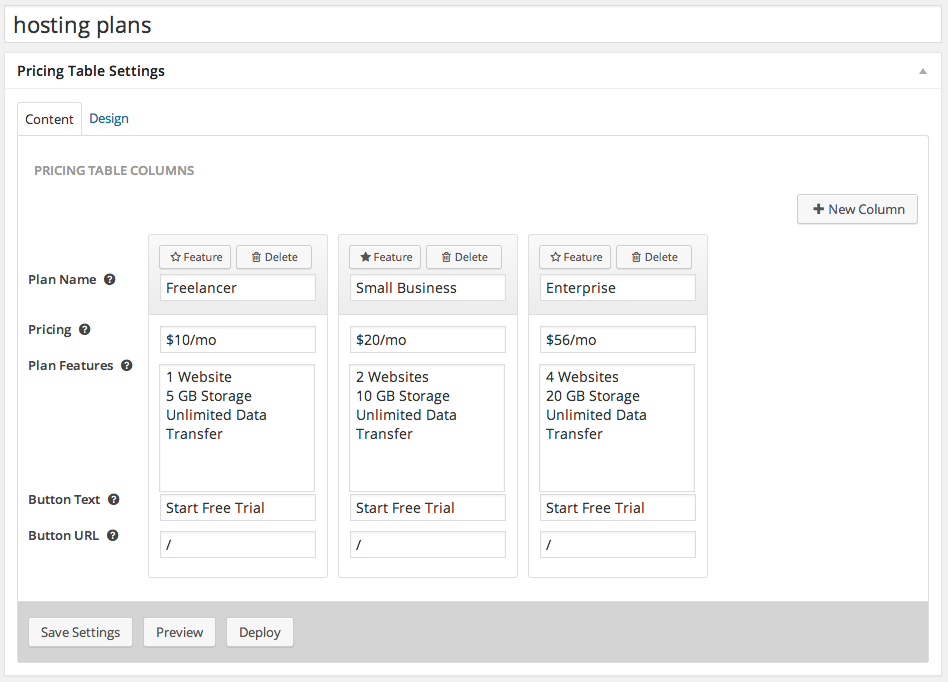 hosting plans
Pricing Table Settings
Content Design
PRICING TABLE COLUMNS
New Column
Feature Delete Feature Delete Feature Delete
Plan Name Freelancer Small Business Enterprise
Pricing $10/mo $20/mo $56/mo
Plan Features
1 Website
5 GB Storage
Unlimited Data
Transfer
2 Websites
10 GB Storage
Unlimited Data
Transfer
4 Websites
20 GB Storage
Unlimited Data
Transfer
Button Text Start Free Trial Start Free Trial Start Free Trial
Button URL / / /
Save Settings Preview Deploy